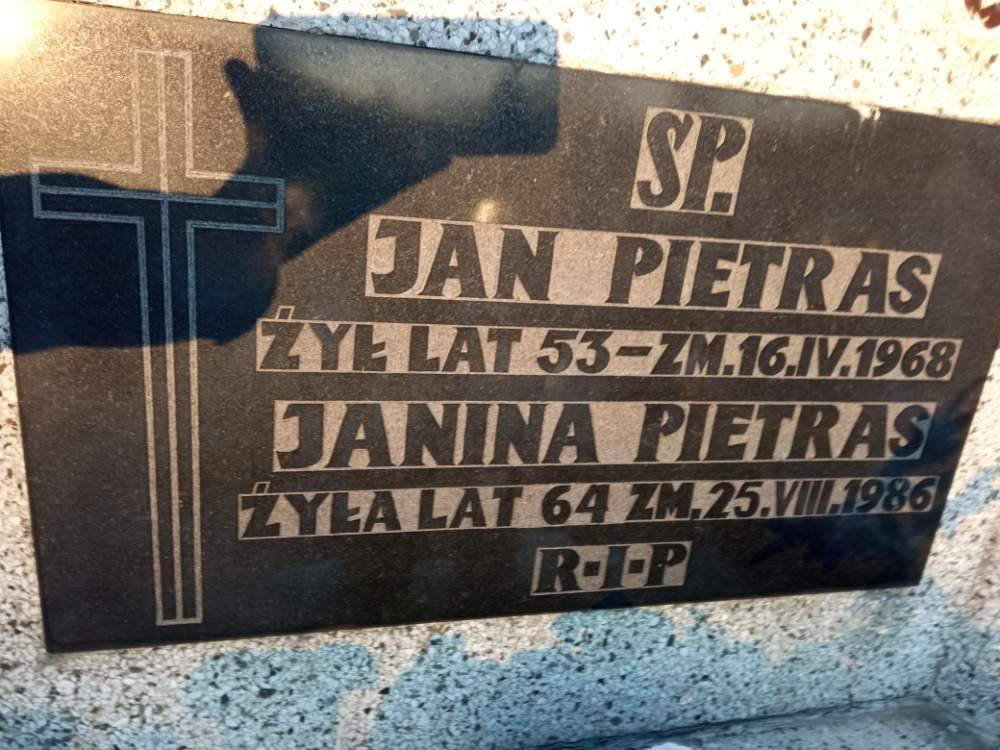 SP.
JAN PIETRAS
ŻYŁ LAT 53-ZM.16.IV.1968
JANINA PIETRAS
ŻYŁA LAT 64 ZM.25.VIII.1986
R-I-P